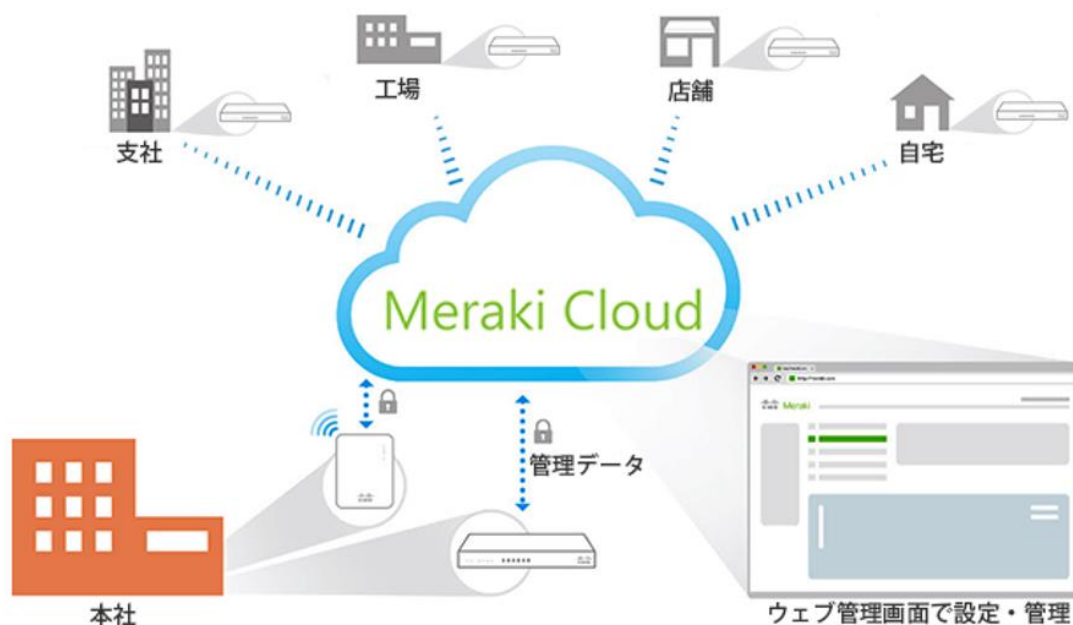 工場
店舗
支社
自宅
Meraki Cloud
管理データ
Meraki
本社
ウェブ管理画面で設定・管理